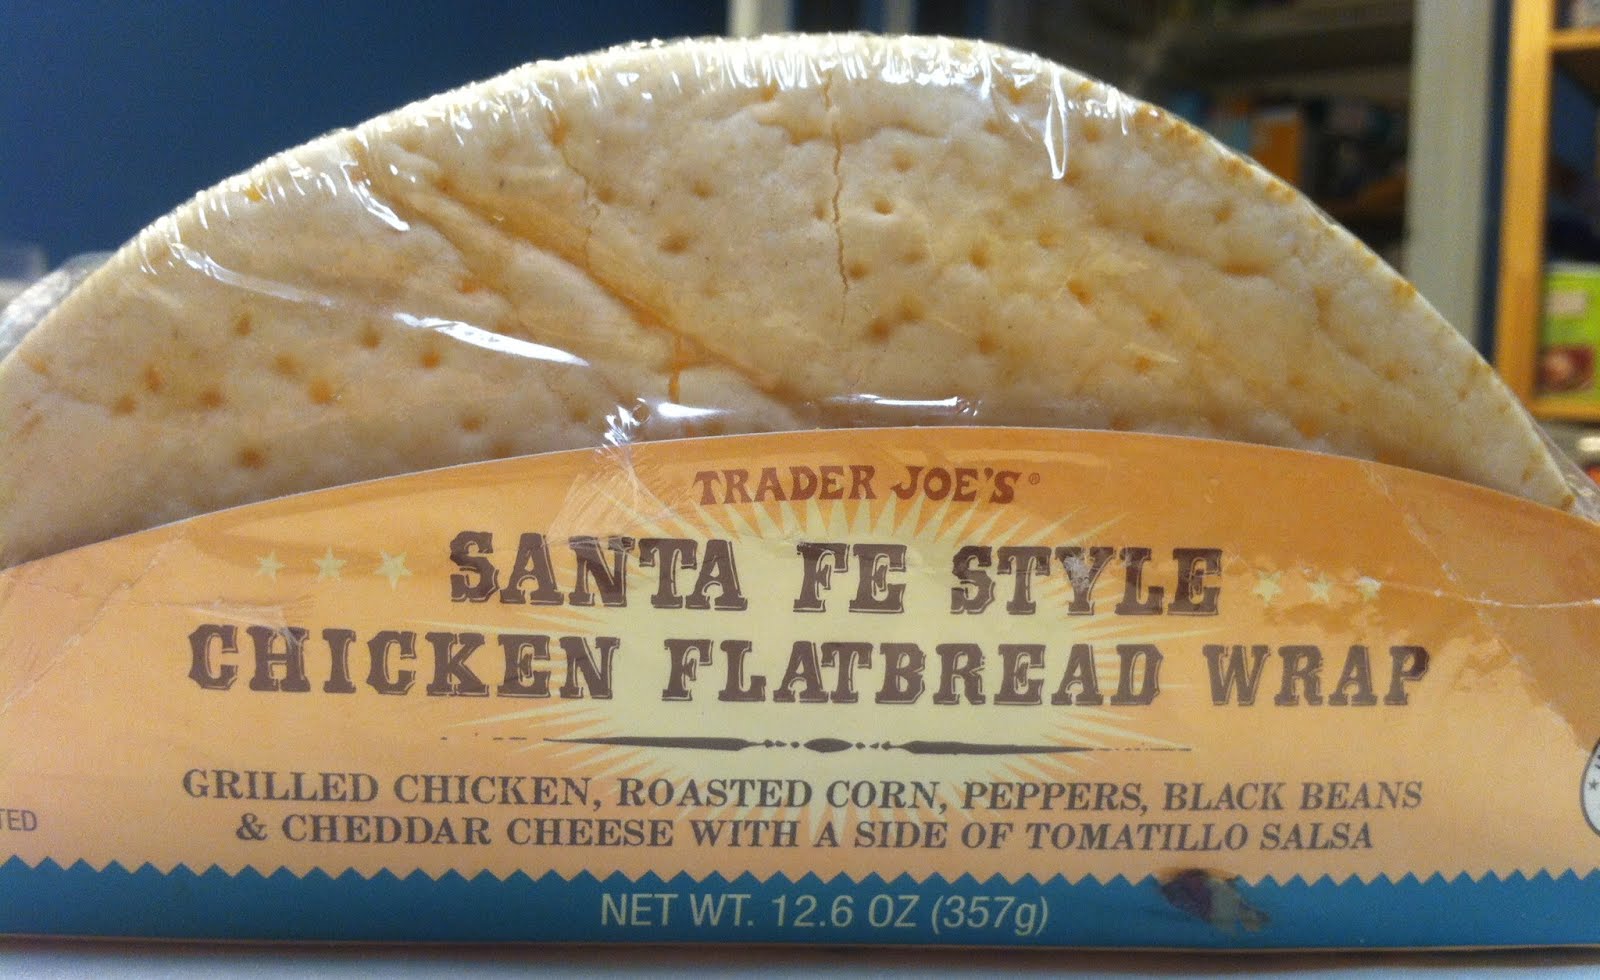 TRADER JOE'S®
SANTA FE STYLE
CHICKEN FLATBREAD WRAP
GRILLED CHICKEN, ROASTED CORN, PEPPERS, BLACK BEANS
& CHEDDAR CHEESE WITH A SIDE OF TOMATILLO SALSA
TED
NET WT. 12.6 OZ (357g)